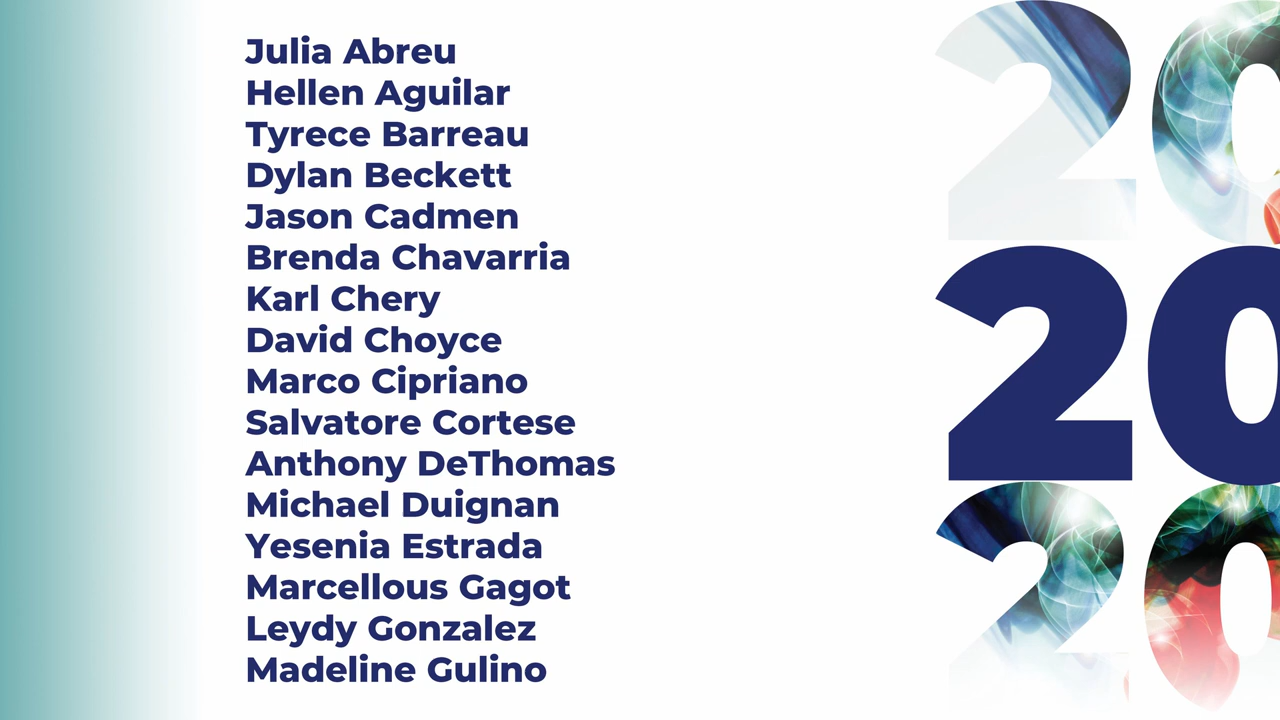 Julia Abreu
Hellen Aguilar
Tyrece Barreau
Dylan Beckett
Jason Cadmen
Brenda Chavarria
Karl Chery
David Choyce
Marco Cipriano
Salvatore Cortese
Anthony DeThomas
Michael Duignan
Yesenia Estrada
Marcellous Gagot
Leydy Gonzalez
Madeline Gulino
20
20
20